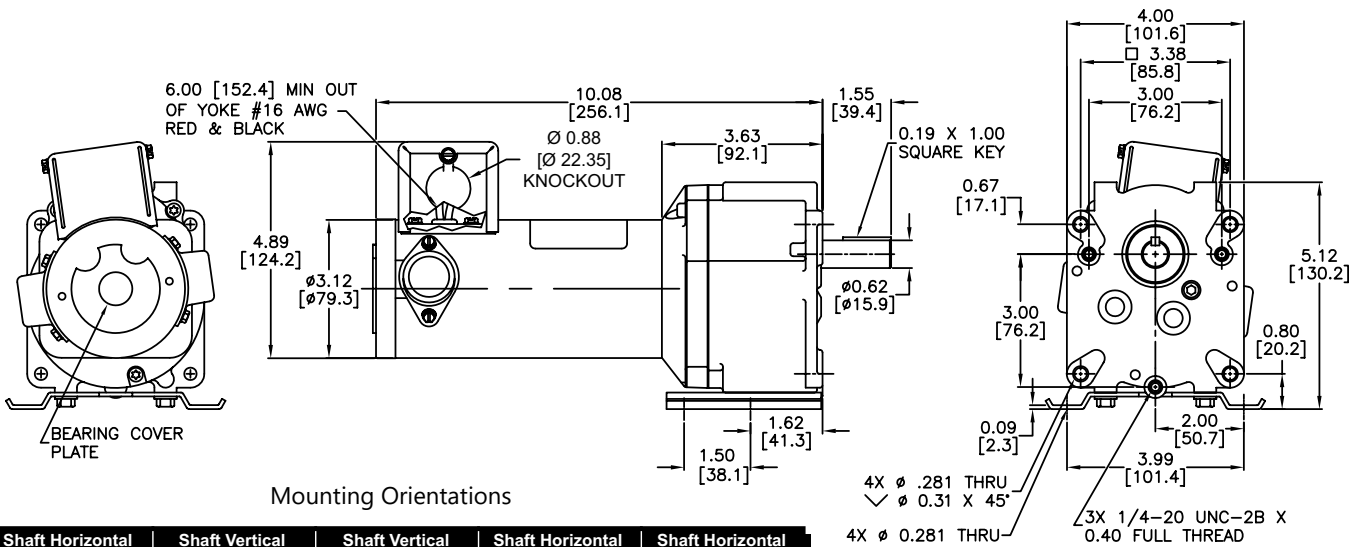 6.00 [152.4] MIN OUT
OF YOKE #16 AWG
RED & BLACK
10.08
[256.1]
1.55
[39.4]
Ø 0.88
[Ø 22.35]
KNOCKOUT
3.63
[92.1]
0.19 X 1.00
SQUARE KEY
4.89
[124.2]
ø3.12
[ø79.3]
ø0.62
[ø15.9]
1.62
[41.3]
1.50
[38.1]
BEARING COVER
PLATE
4.00
[101.6]
□ 3.38
[85.8]
3.00
[76.2]
0.67
[17.1]
5.12
[130.2]
3.00
[76.2]
0.80
[20.2]
0.09
[2.3]
2.00
[50.7]
3.99
[101.4]
4X ø .281 THRU
⌵ ø 0.31 X 45°
4X ø 0.281 THRU
3X 1/4-20 UNC-2B X
0.40 FULL THREAD
Mounting Orientations
Shaft Horizontal | Shaft Vertical | Shaft Vertical | Shaft Horizontal | Shaft Horizontal